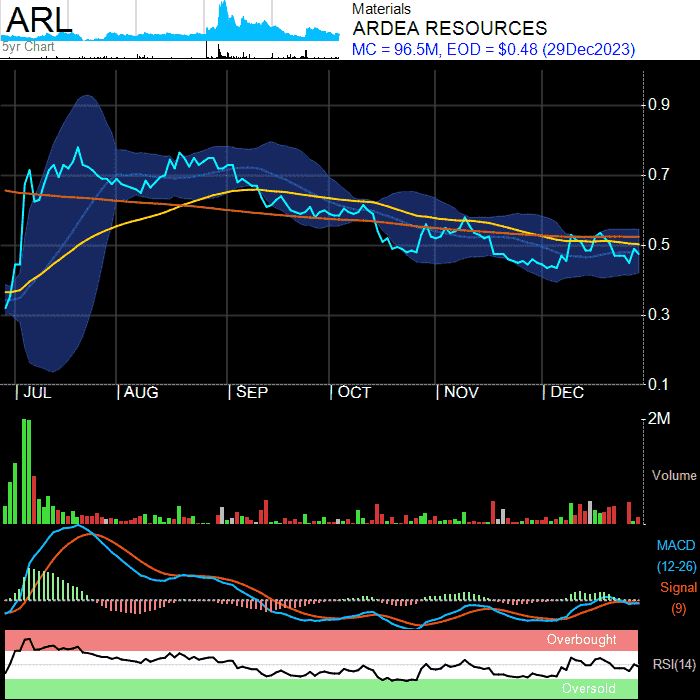 ARL
5yr Chart
Materials
ARDEA RESOURCES
MC = 96.5M, EOD = $0.48 (29Dec2023)
0.9
0.7
0.5
0.3
0.1
JUL AUG SEP OCT NOV DEC
2M
Volume
MACD
(12-26)
Signal
(9)
Overbought
RSI(14)
Oversold